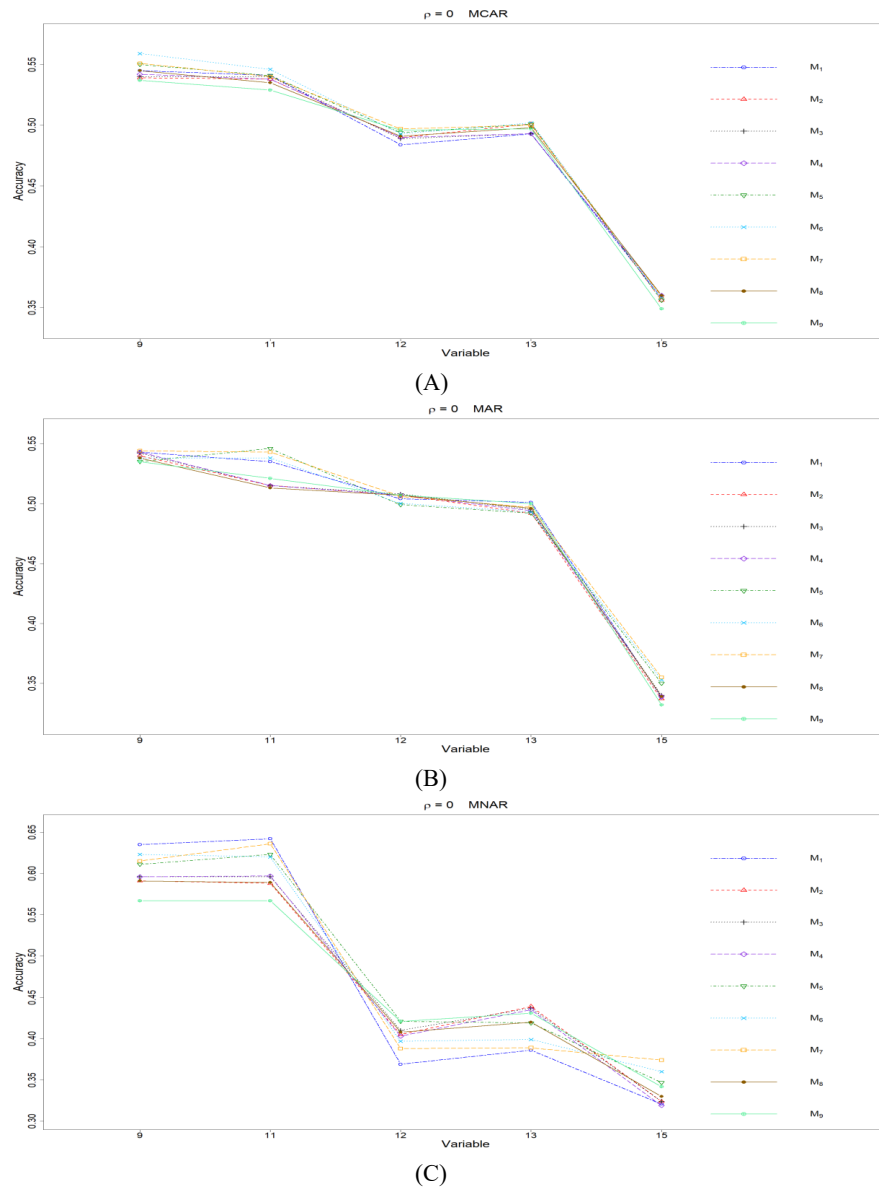 ρ = 0 MCAR
Accuracy
0.55
0.50
0.45
0.40
0.35
9 11 12 13 15
Variable
M1
M2
M3
M4
M5
M6
M7
M8
M9
(A)
ρ = 0 MAR
Accuracy
0.55
0.50
0.45
0.40
0.35
9 11 12 13 15
Variable
M1
M2
M3
M4
M5
M6
M7
M8
M9
(B)
ρ = 0 MNAR
Accuracy
0.65
0.60
0.55
0.50
0.45
0.40
0.35
0.30
9 11 12 13 15
Variable
M1
M2
M3
M4
M5
M6
M7
M8
M9
(C)